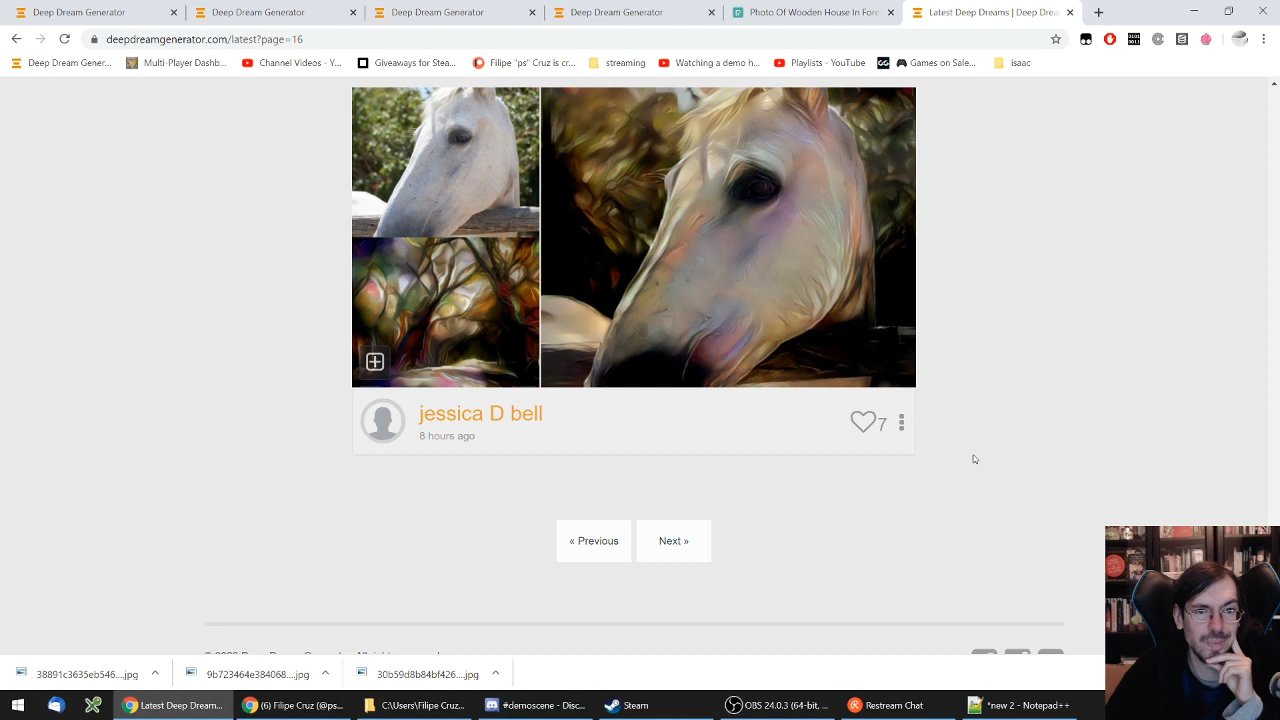 Deep Dream Generator
Deep Dream Generator
Deep Dream Generator
Deep Dream Generator
Photo Of Wooden House In Fore
Latest Deep Dreams | Deep Drea
deepdreamgenerator.com/latest?page=16
Deep Dream Gener...
Multi-Player Dashb...
Channel Videos - Y...
Giveaways for Stea...
Filipe "ps" Cruz is cr...
streaming
Watching a demo h...
Playlists - YouTube
Games on Sale...
isaac
jessica D bell
8 hours ago
7
« Previous
Next »
38891c3635eb546....jpg
9b723464e384068....jpg
30b59d8b84bf426....jpg
Latest Deep Dream...
(6) Filipe Cruz (@ps...
C:\Users\Filipe Cruz...
#demoscene - Disc...
Steam
OBS 24.0.3 (64-bit, ...
Restream Chat
*new 2 - Notepad++